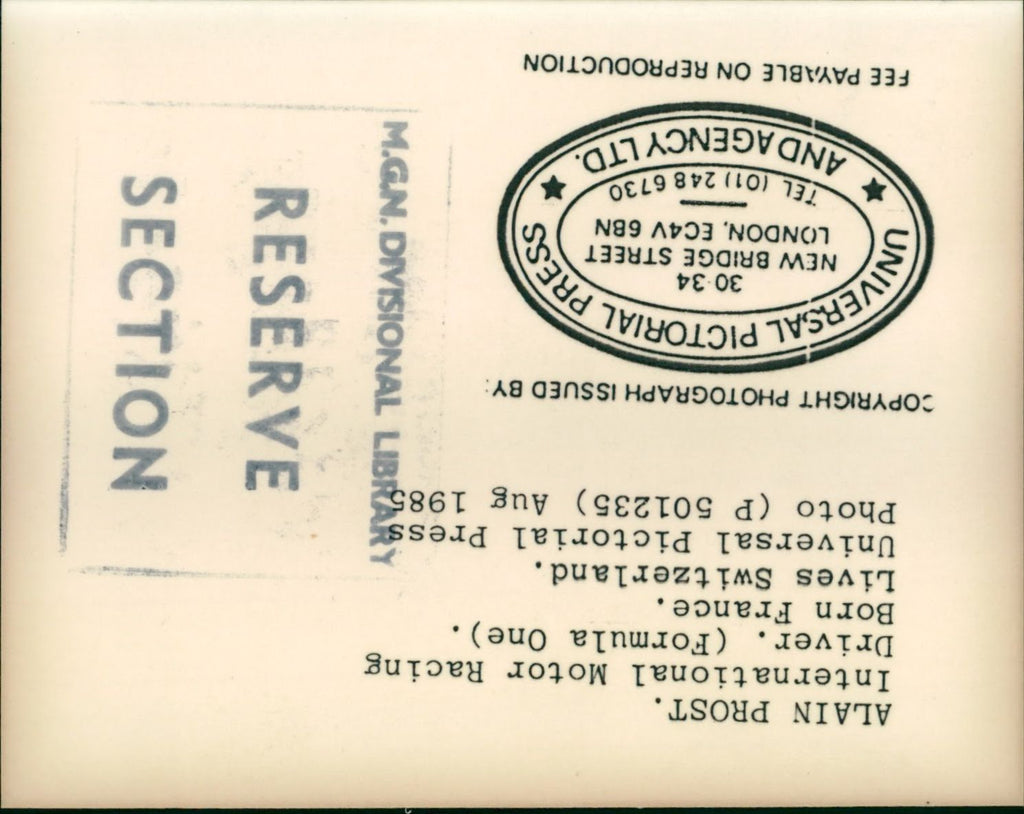 ALAIN PROST.
International Motor Racing
Driver. (Formula One).
Born France.
Lives Switzerland.
Universal Pictorial Press
Photo (P 501235) Aug 1985
COPYRIGHT PHOTOGRAPH ISSUED BY:
UNIVERSAL PICTORIAL PRESS
30-34
NEW BRIDGE STREET
LONDON, EC4V 6BN
TEL (01) 248 6730
★ AND AGENCY LTD. ★
FEE PAYABLE ON REPRODUCTION
M.G.N. DIVISIONAL LIBRARY
RESERVE
SECTION